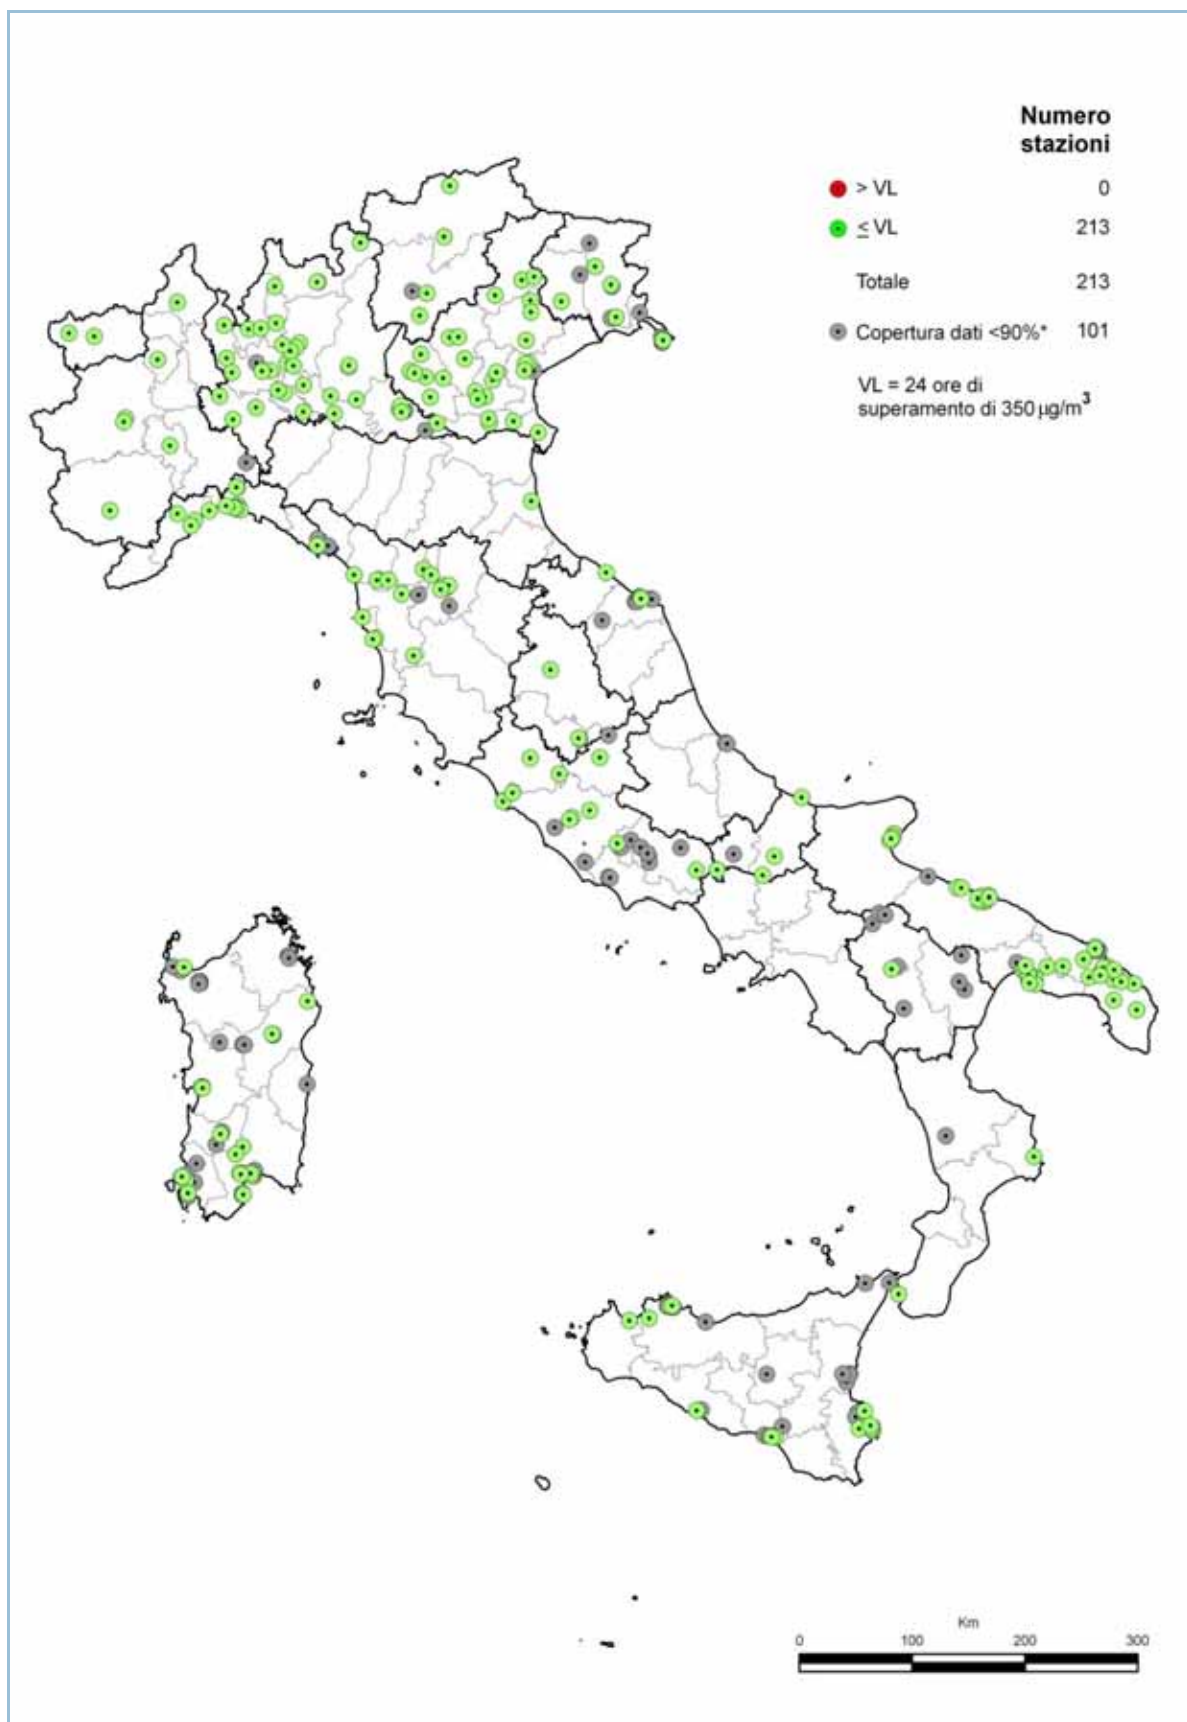 Numero
stazioni
> VL 0
≤ VL 213
Totale 213
Copertura dati <90%* 101
VL = 24 ore di
superamento di 350 µg/m³
Km
0 100 200 300